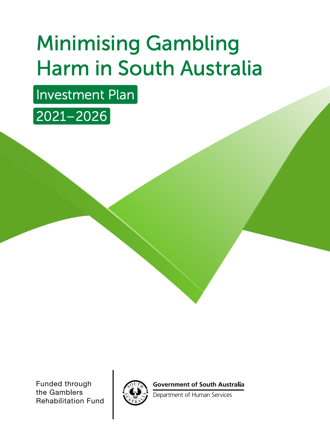 Minimising Gambling
Harm in South Australia
Investment Plan
2021–2026
Funded through
the Gamblers
Rehabilitation Fund
Government of South Australia
Department of Human Services